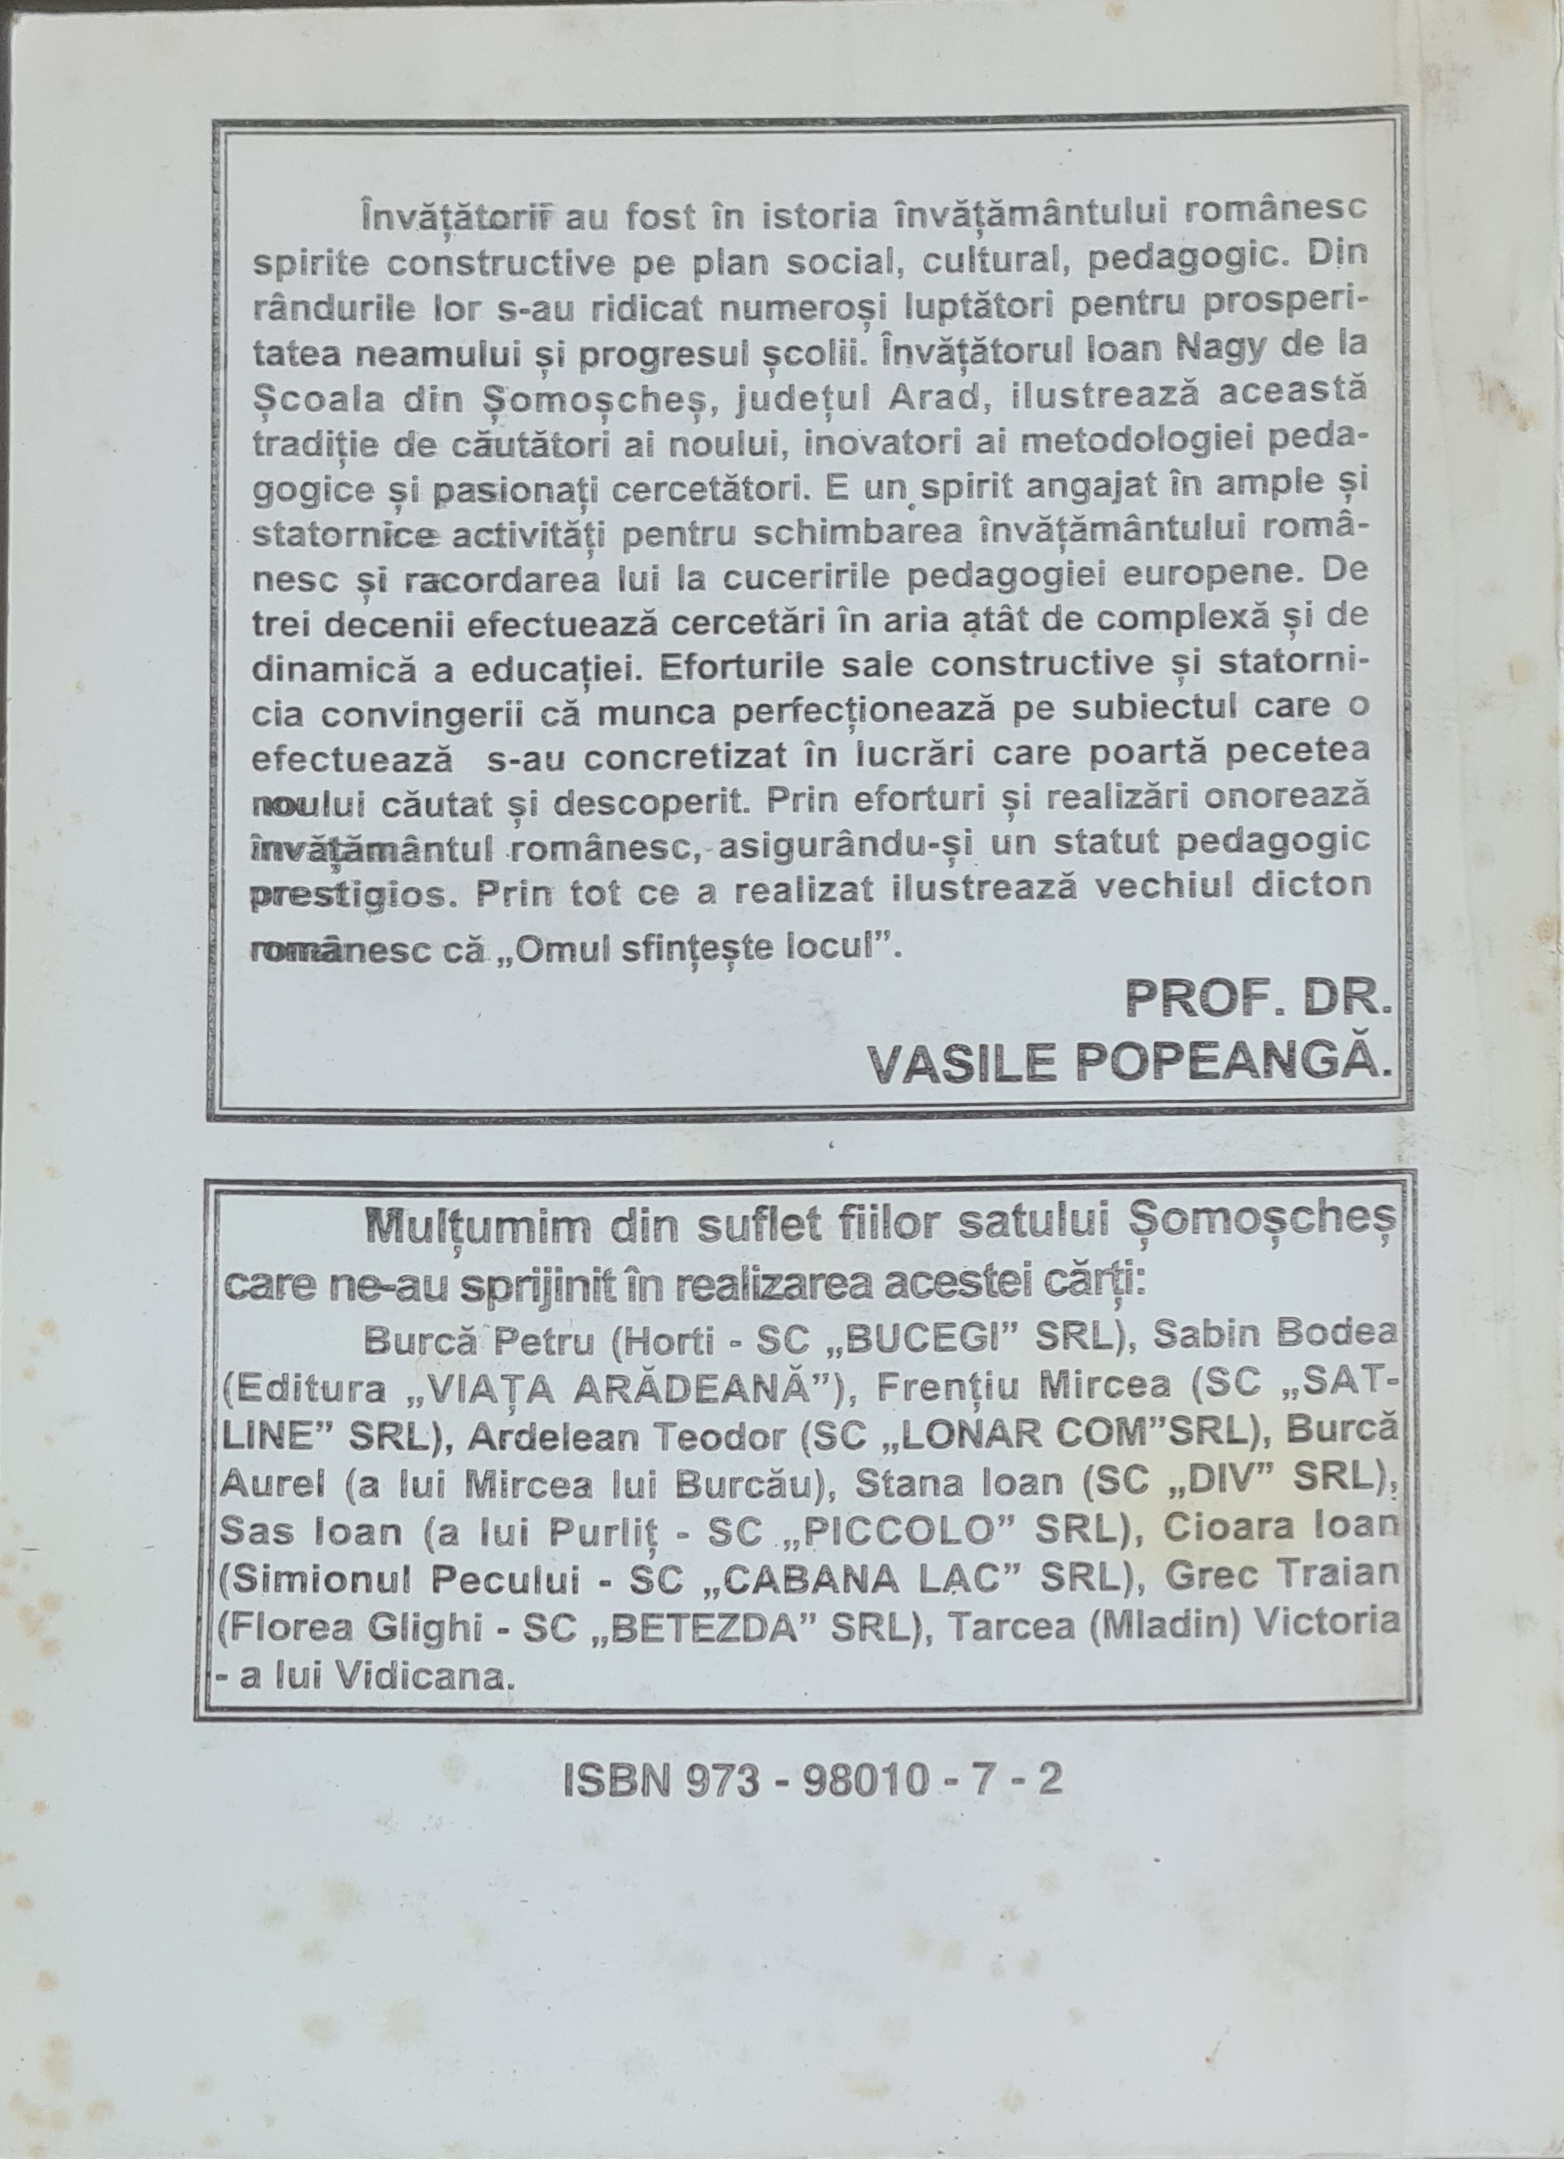 Învățătorii au fost în istoria învățământului românesc
spirite constructive pe plan social, cultural, pedagogic. Din
rândurile lor s-au ridicat numeroși luptători pentru prosperi-
tatea neamului și progresul școlii. Învățătorul Ioan Nagy de la
Școala din Șomoșcheș, județul Arad, ilustrează această
tradiție de căutători ai noului, inovatori ai metodologiei peda-
gogice și pasionați cercetători. E un spirit angajat în ample și
statornice activități pentru schimbarea învățământului româ-
nesc și racordarea lui la cuceririle pedagogiei europene. De
trei decenii efectuează cercetări în aria atât de complexă și de
dinamică a educației. Eforturile sale constructive și statorni-
cia convingerii că munca perfecționează pe subiectul care o
efectuează s-au concretizat în lucrări care poartă pecetea
noului căutat și descoperit. Prin eforturi și realizări onorează
învățământul românesc, asigurându-și un statut pedagogic
prestigios. Prin tot ce a realizat ilustrează vechiul dicton
românesc că „Omul sfințește locul”.
PROF. DR.
VASILE POPEANGĂ.
Mulțumim din suflet fiilor satului Șomoșcheș
care ne-au sprijinit în realizarea acestei cărți:
Burcă Petru (Horti - SC „BUCEGI” SRL), Sabin Bodea
(Editura „VIAȚA ARĂDEANĂ”), Frențiu Mircea (SC „SAT-
LINE” SRL), Ardelean Teodor (SC „LONAR COM”SRL), Burcă
Aurel (a lui Mircea lui Burcău), Stana Ioan (SC „DIV” SRL),
Sas Ioan (a lui Purliț - SC „PICCOLO” SRL), Cioara Ioan
(Simionul Pecului - SC „CABANA LAC” SRL), Grec Traian
(Florea Glighi - SC „BETEZDA” SRL), Tarcea (Mladin) Victoria
- a lui Vidicana.
ISBN 973 - 98010 - 7 - 2